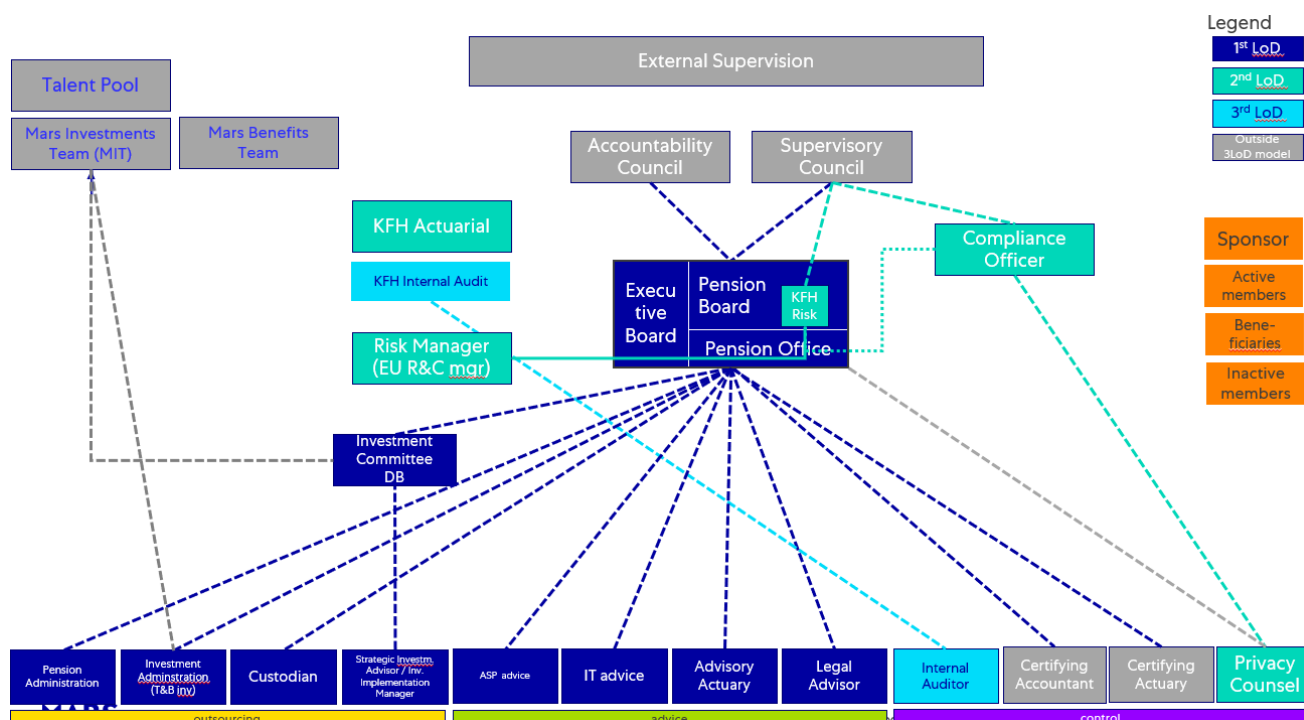 Legend
1st LoD
2nd LoD
3rd LoD
Outside
3LoD model
External Supervision
Talent Pool
Mars Investments
Team (MIT)
Mars Benefits
Team
Accountability
Council
Supervisory
Council
KFH Actuarial
KFH Internal Audit
Risk Manager
(EU R&C mgr)
Execu
tive
Board
Pension
Board
KFH
Risk
Pension Office
Compliance
Officer
Sponsor
Active
members
Bene-
ficiaries
Inactive
members
Investment
Committee
DB
Pension
Administration
Investment
Adminstration
(T&B inv)
Custodian
Strategic Investm.
Advisor / Inv.
Implementation
Manager
ASP advice
IT advice
Advisory
Actuary
Legal
Advisor
Internal
Auditor
Certifying
Accountant
Certifying
Actuary
Privacy
Counsel
MARS
outsourcing
advice
control